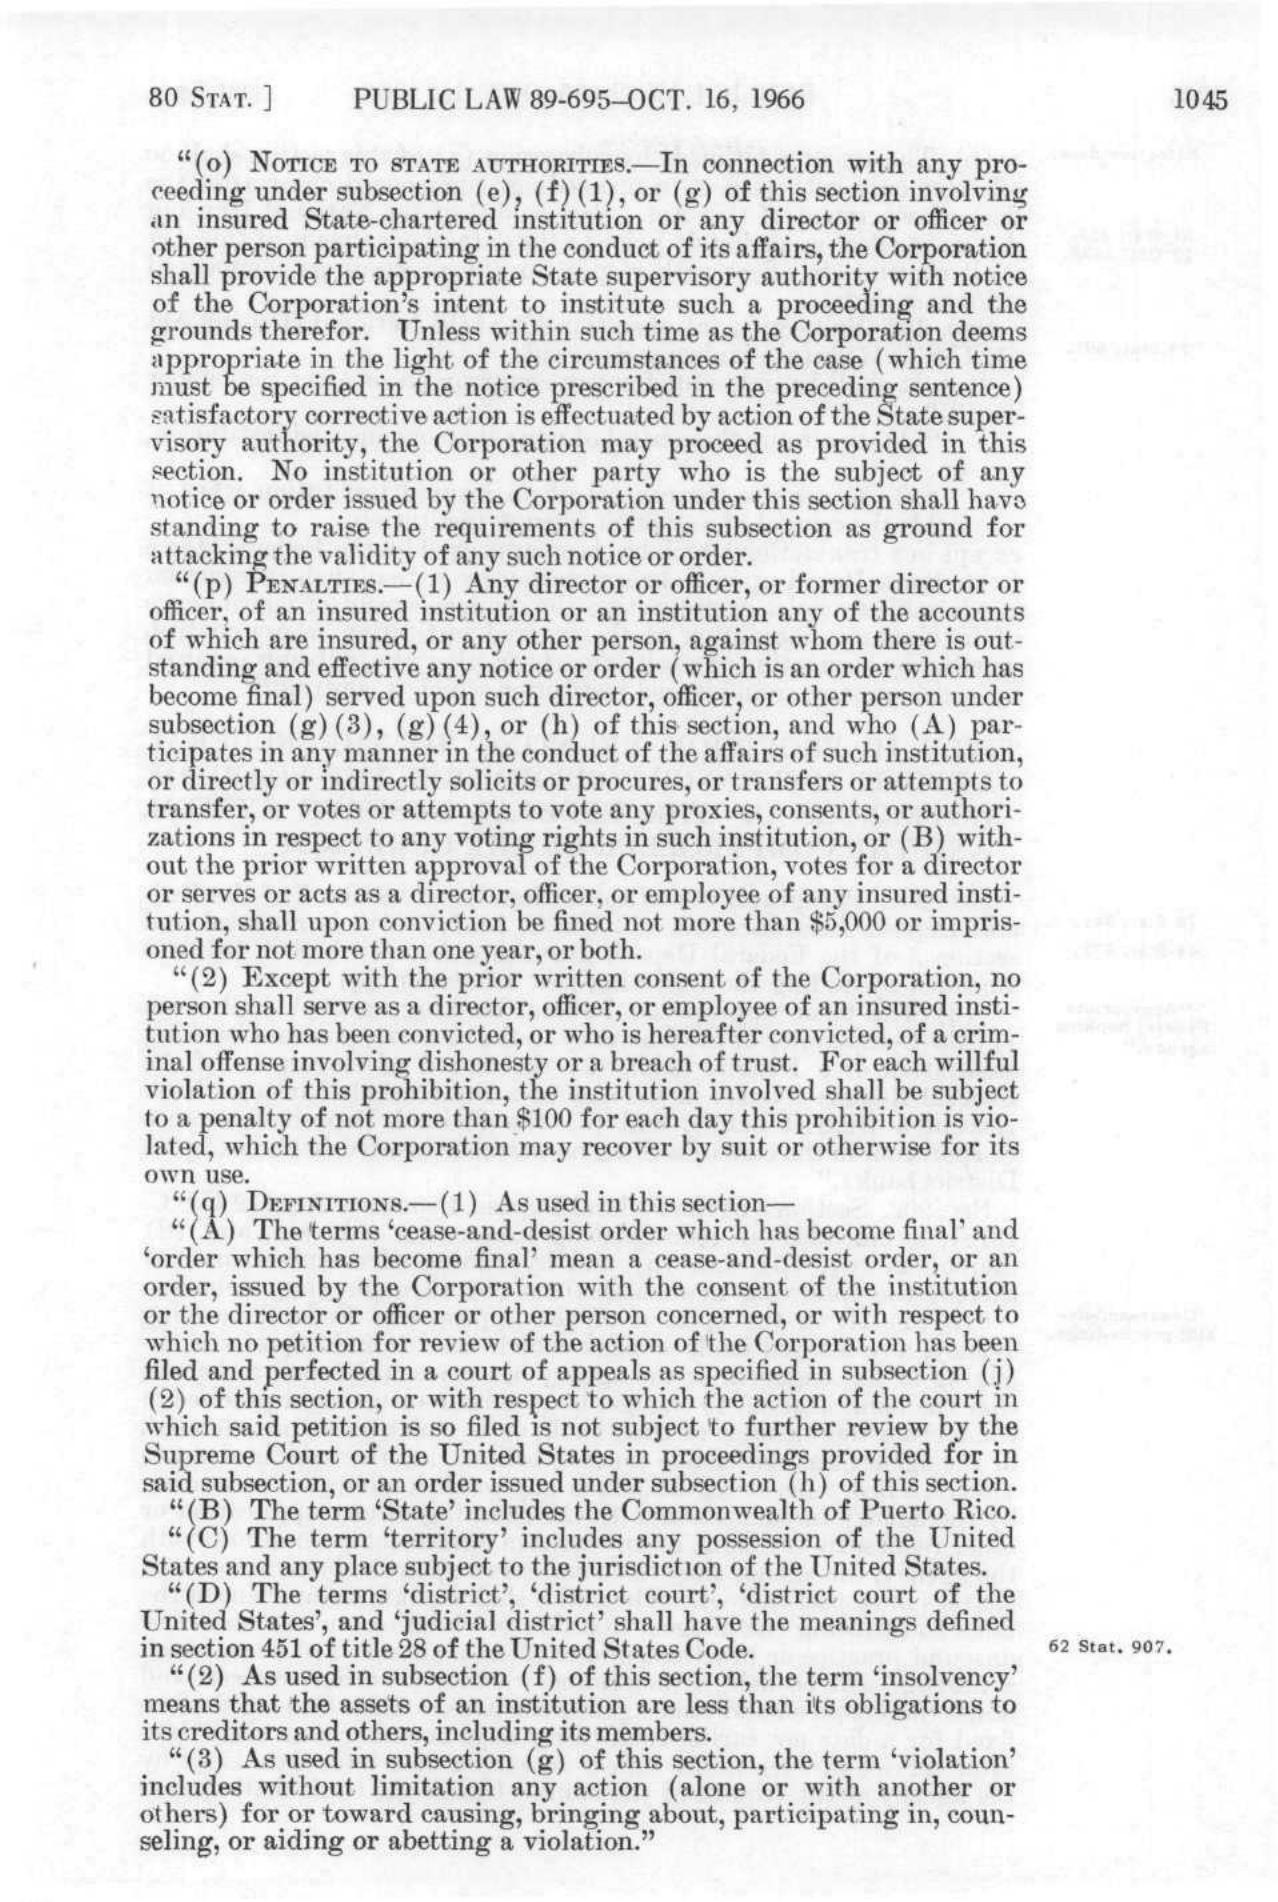 80 STAT. ] PUBLIC LAW 89-695–OCT. 16, 1966 1045
“(o) NOTICE TO STATE AUTHORITIES.—In connection with any pro-
ceeding under subsection (e), (f) (1), or (g) of this section involving
an insured State-chartered institution or any director or officer or
other person participating in the conduct of its affairs, the Corporation
shall provide the appropriate State supervisory authority with notice
of the Corporation's intent to institute such a proceeding and the
grounds therefor. Unless within such time as the Corporation deems
appropriate in the light of the circumstances of the case (which time
must be specified in the notice prescribed in the preceding sentence)
satisfactory corrective action is effectuated by action of the State super-
visory authority, the Corporation may proceed as provided in this
section. No institution or other party who is the subject of any
notice or order issued by the Corporation under this section shall have
standing to raise the requirements of this subsection as ground for
attacking the validity of any such notice or order.
“(p) PENALTIES.—(1) Any director or officer, or former director or
officer, of an insured institution or an institution any of the accounts
of which are insured, or any other person, against whom there is out-
standing and effective any notice or order (which is an order which has
become final) served upon such director, officer, or other person under
subsection (g) (3), (g) (4), or (h) of this section, and who (A) par-
ticipates in any manner in the conduct of the affairs of such institution,
or directly or indirectly solicits or procures, or transfers or attempts to
transfer, or votes or attempts to vote any proxies, consents, or authori-
zations in respect to any voting rights in such institution, or (B) with-
out the prior written approval of the Corporation, votes for a director
or serves or acts as a director, officer, or employee of any insured insti-
tution, shall upon conviction be fined not more than $5,000 or impris-
oned for not more than one year, or both.
“(2) Except with the prior written consent of the Corporation, no
person shall serve as a director, officer, or employee of an insured insti-
tution who has been convicted, or who is hereafter convicted, of a crim-
inal offense involving dishonesty or a breach of trust. For each willful
violation of this prohibition, the institution involved shall be subject
to a penalty of not more than $100 for each day this prohibition is vio-
lated, which the Corporation may recover by suit or otherwise for its
own use.
“(q) DEFINITIONS.—(1) As used in this section—
“(A) The terms ‘cease-and-desist order which has become final’ and
‘order which has become final’ mean a cease-and-desist order, or an
order, issued by the Corporation with the consent of the institution
or the director or officer or other person concerned, or with respect to
which no petition for review of the action of the Corporation has been
filed and perfected in a court of appeals as specified in subsection (j)
(2) of this section, or with respect to which the action of the court in
which said petition is so filed is not subject to further review by the
Supreme Court of the United States in proceedings provided for in
said subsection, or an order issued under subsection (h) of this section.
“(B) The term ‘State’ includes the Commonwealth of Puerto Rico.
“(C) The term ‘territory’ includes any possession of the United
States and any place subject to the jurisdiction of the United States.
“(D) The terms ‘district’, ‘district court’, ‘district court of the
United States’, and ‘judicial district’ shall have the meanings defined
in section 451 of title 28 of the United States Code. 62 Stat. 907.
“(2) As used in subsection (f) of this section, the term ‘insolvency’
means that the assets of an institution are less than its obligations to
its creditors and others, including its members.
“(3) As used in subsection (g) of this section, the term ‘violation’
includes without limitation any action (alone or with another or
others) for or toward causing, bringing about, participating in, coun-
seling, or aiding or abetting a violation.”